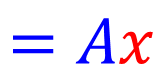 = Ax